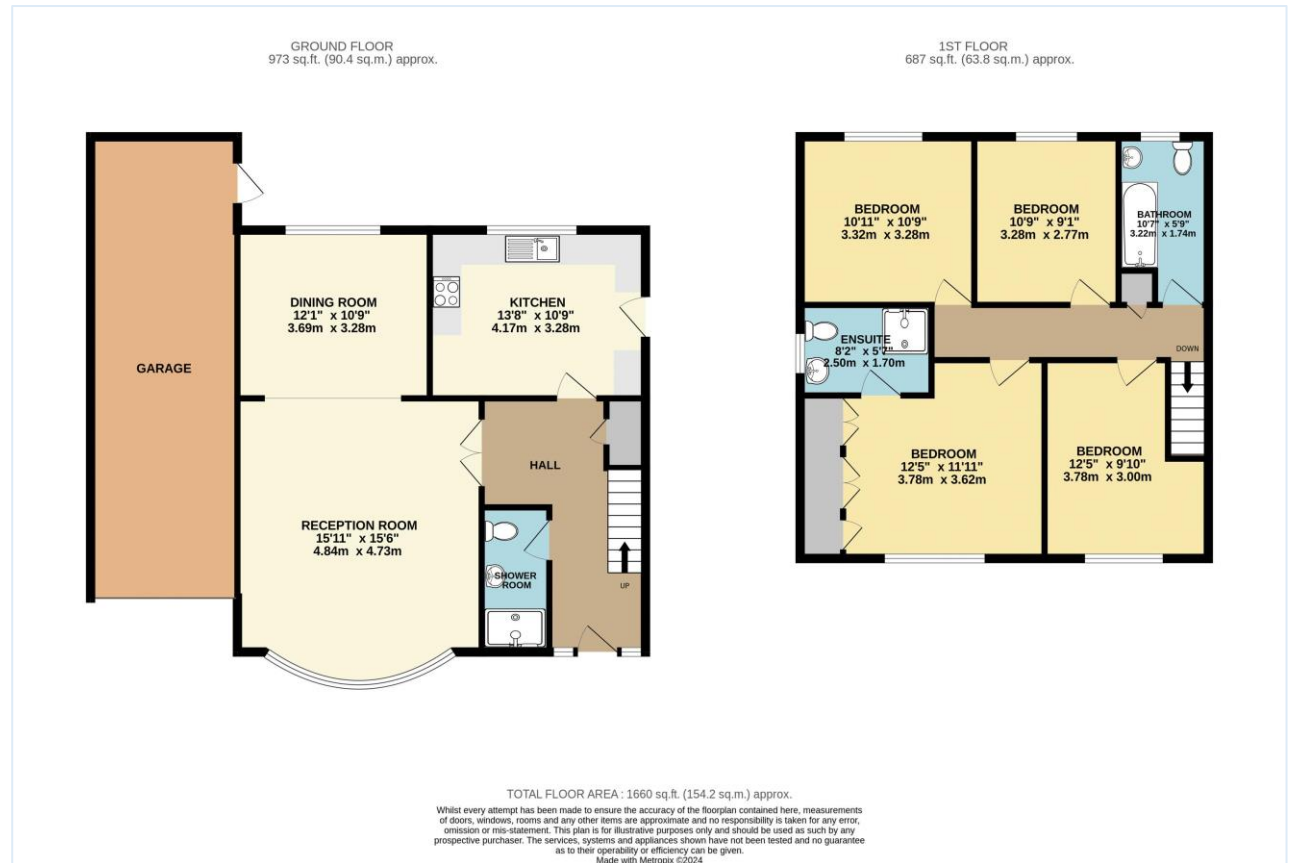 GROUND FLOOR
973 sq.ft. (90.4 sq.m.) approx.
1ST FLOOR
687 sq.ft. (63.8 sq.m.) approx.
GARAGE
DINING ROOM
12'1" x 10'9"
3.69m x 3.28m
KITCHEN
13'8" x 10'9"
4.17m x 3.28m
HALL
RECEPTION ROOM
15'11" x 15'6"
4.84m x 4.73m
SHOWER
ROOM
UP
BEDROOM
10'11" x 10'9"
3.32m x 3.28m
BEDROOM
10'9" x 9'1"
3.28m x 2.77m
BATHROOM
10'7" x 5'9"
3.22m x 1.74m
ENSUITE
8'2" x 5'7"
2.50m x 1.70m
DOWN
BEDROOM
12'5" x 11'11"
3.78m x 3.62m
BEDROOM
12'5" x 9'10"
3.78m x 3.00m
TOTAL FLOOR AREA : 1660 sq.ft. (154.2 sq.m.) approx.
Whilst every attempt has been made to ensure the accuracy of the floorplan contained here, measurements
of doors, windows, rooms and any other items are approximate and no responsibility is taken for any error,
omission or mis-statement. This plan is for illustrative purposes only and should be used as such by any
prospective purchaser. The services, systems and appliances shown have not been tested and no guarantee
as to their operability or efficiency can be given.
Made with Metropix ©2024